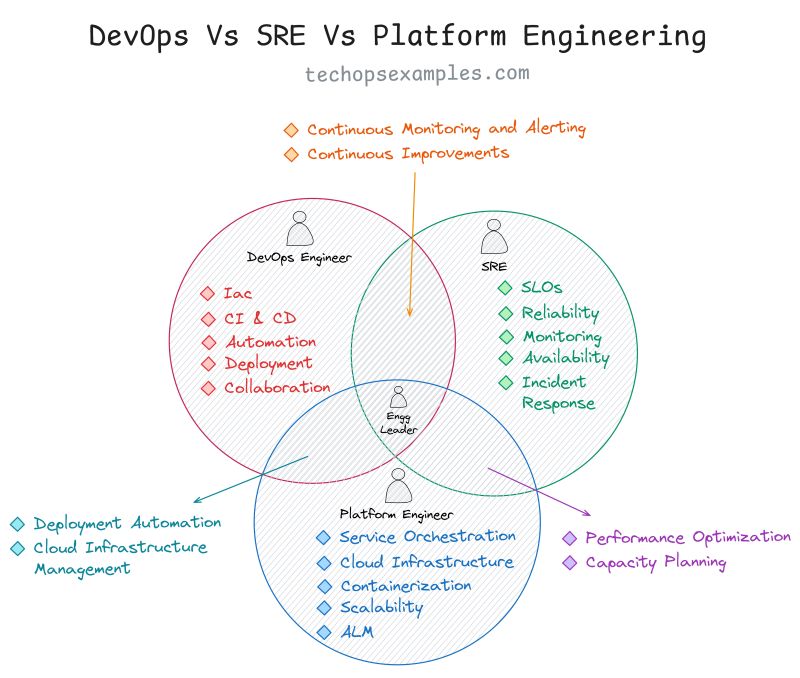 DevOps Vs SRE Vs Platform Engineering
techopsexamples.com
Continuous Monitoring and Alerting
Continuous Improvements
DevOps Engineer
Iac
CI & CD
Automation
Deployment
Collaboration
SRE
SLOs
Reliability
Monitoring
Availability
Incident
Response
Engg
Leader
Platform Engineer
Service Orchestration
Cloud Infrastructure
Containerization
Scalability
ALM
Deployment Automation
Cloud Infrastructure
Management
Performance Optimization
Capacity Planning